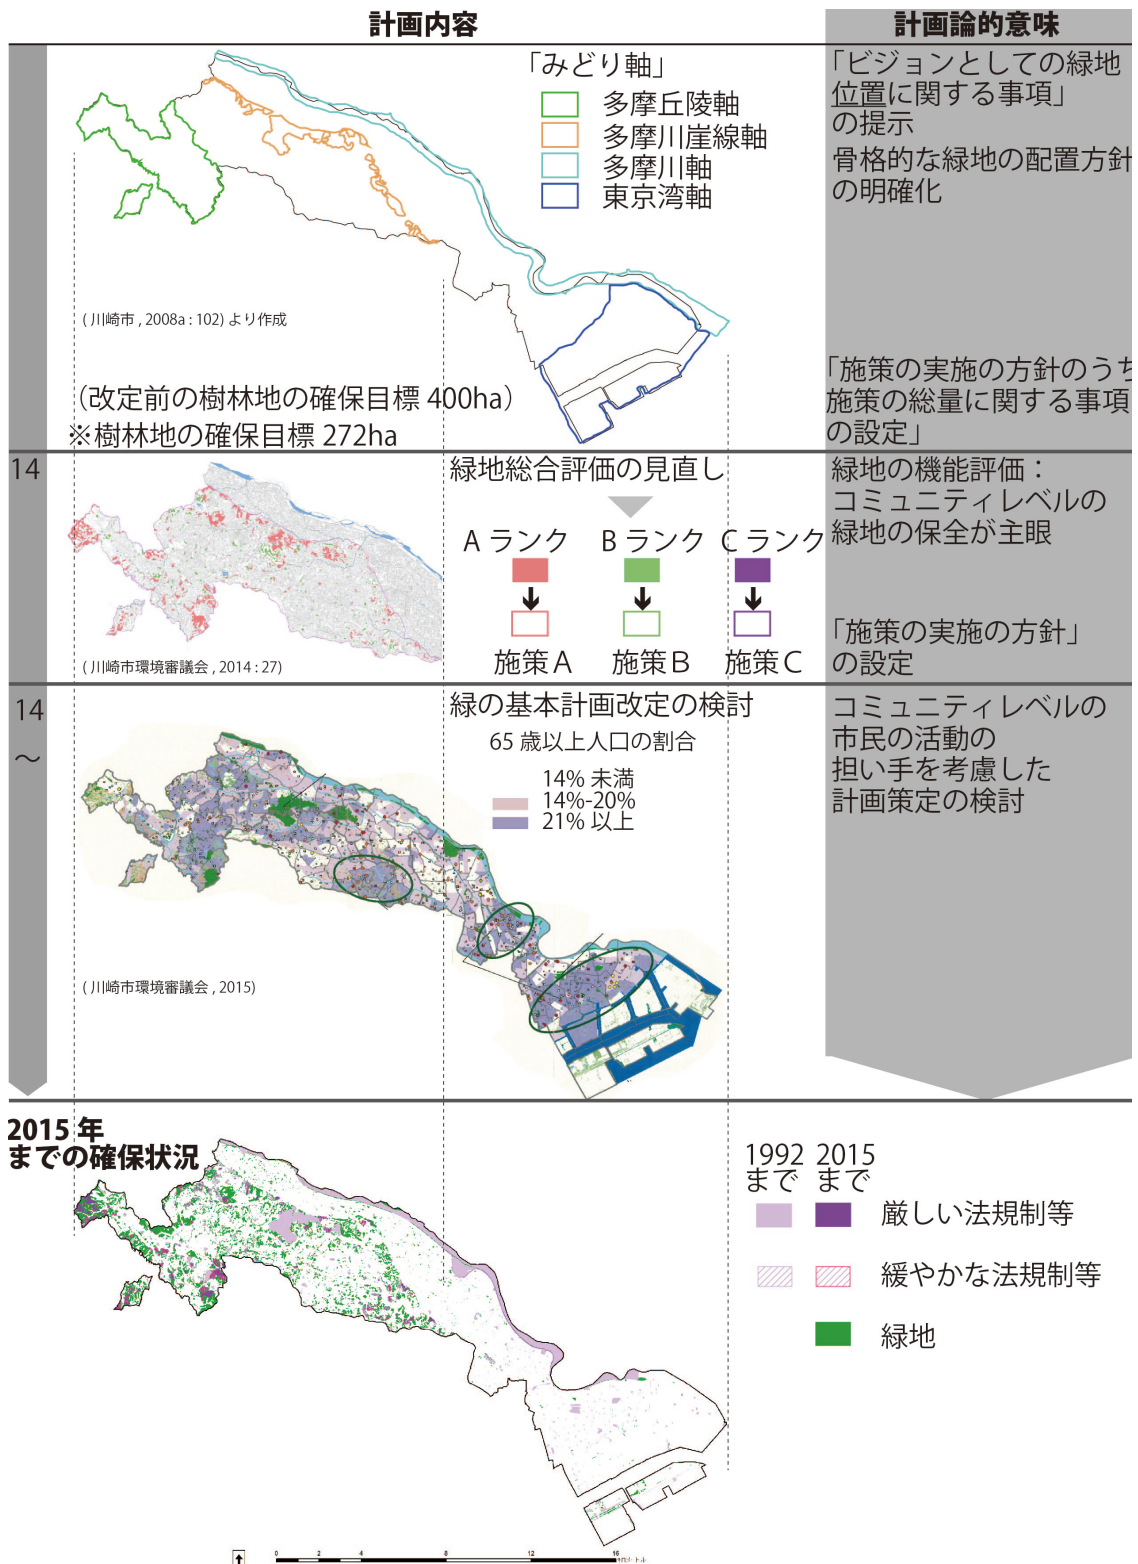 計画内容
計画論的意味
「みどり軸」
多摩丘陵軸
多摩川崖線軸
多摩川軸
東京湾軸
(川崎市, 2008a : 102) より作成
（改定前の樹林地の確保目標 400ha）
※樹林地の確保目標 272ha
「ビジョンとしての緑地
位置に関する事項」
の提示
骨格的な緑地の配置方針
の明確化
「施策の実施の方針のうち
施策の総量に関する事項
の設定」
14
緑地総合評価の見直し
A ランク B ランク C ランク
施策 A 施策 B 施策 C
(川崎市環境審議会, 2014 : 27)
緑地の機能評価：
コミュニティレベルの
緑地の保全が主眼
「施策の実施の方針」
の設定
14
～
緑の基本計画改定の検討
65 歳以上人口の割合
14% 未満
14%-20%
21% 以上
(川崎市環境審議会, 2015)
コミュニティレベルの
市民の活動の
担い手を考慮した
計画策定の検討
2015 年
までの確保状況
1992 2015
まで まで
厳しい法規制等
緩やかな法規制等
緑地
0 2 4 8 12 16